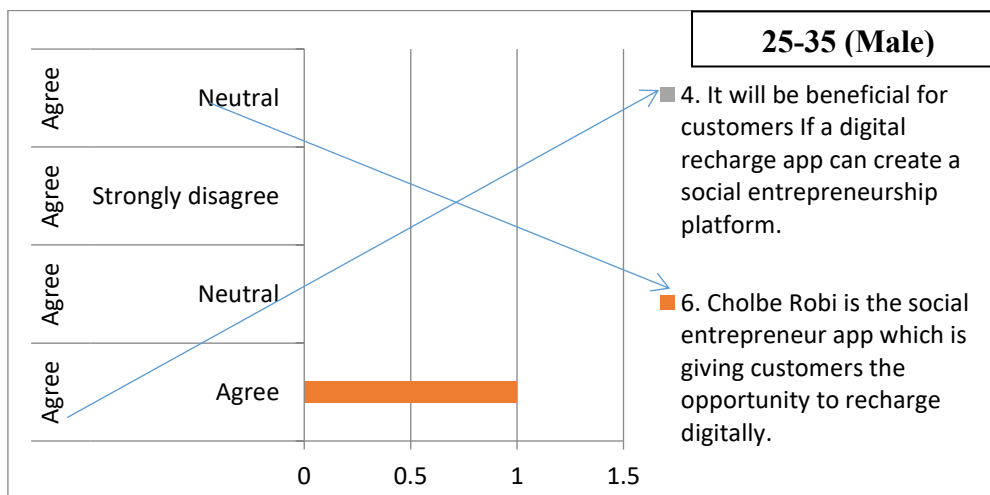 25-35 (Male)
Agree
Neutral
Agree
Strongly disagree
Agree
Neutral
Agree
Agree
0
0.5
1
1.5
4. It will be beneficial for
customers If a digital
recharge app can create a
social entrepreneurship
platform.
6. Cholbe Robi is the social
entrepreneur app which is
giving customers the
opportunity to recharge
digitally.